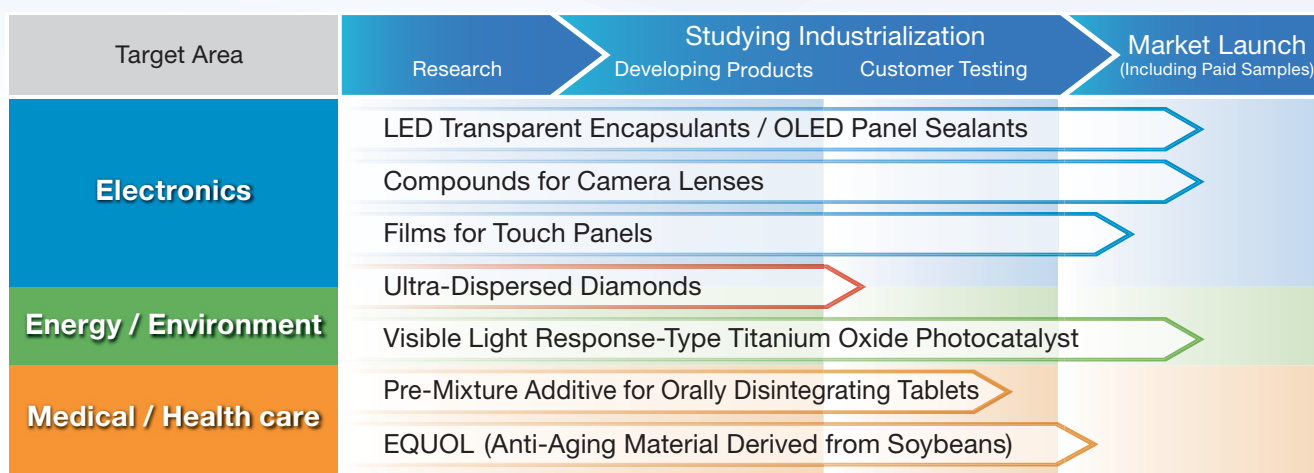 Target Area
Research
Studying Industrialization
Developing Products
Customer Testing
Market Launch
(Including Paid Samples)
Electronics
LED Transparent Encapsulants / OLED Panel Sealants
Compounds for Camera Lenses
Films for Touch Panels
Ultra-Dispersed Diamonds
Energy / Environment
Visible Light Response-Type Titanium Oxide Photocatalyst
Medical / Health care
Pre-Mixture Additive for Orally Disintegrating Tablets
EQUOL (Anti-Aging Material Derived from Soybeans)